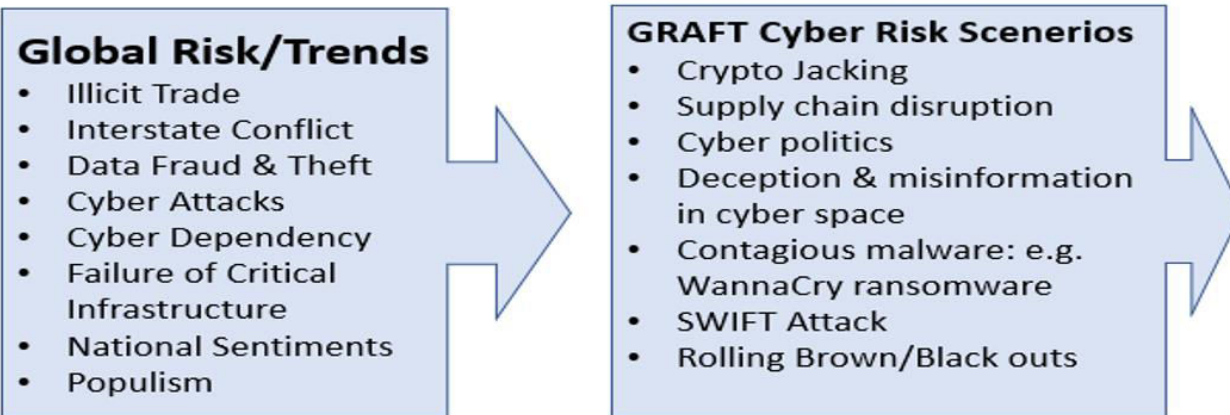 Global Risk/Trends
• Illicit Trade
• Interstate Conflict
• Data Fraud & Theft
• Cyber Attacks
• Cyber Dependency
• Failure of Critical
Infrastructure
• National Sentiments
• Populism
GRAFT Cyber Risk Scenerios
• Crypto Jacking
• Supply chain disruption
• Cyber politics
• Deception & misinformation
in cyber space
• Contagious malware: e.g.
WannaCry ransomware
• SWIFT Attack
• Rolling Brown/Black outs